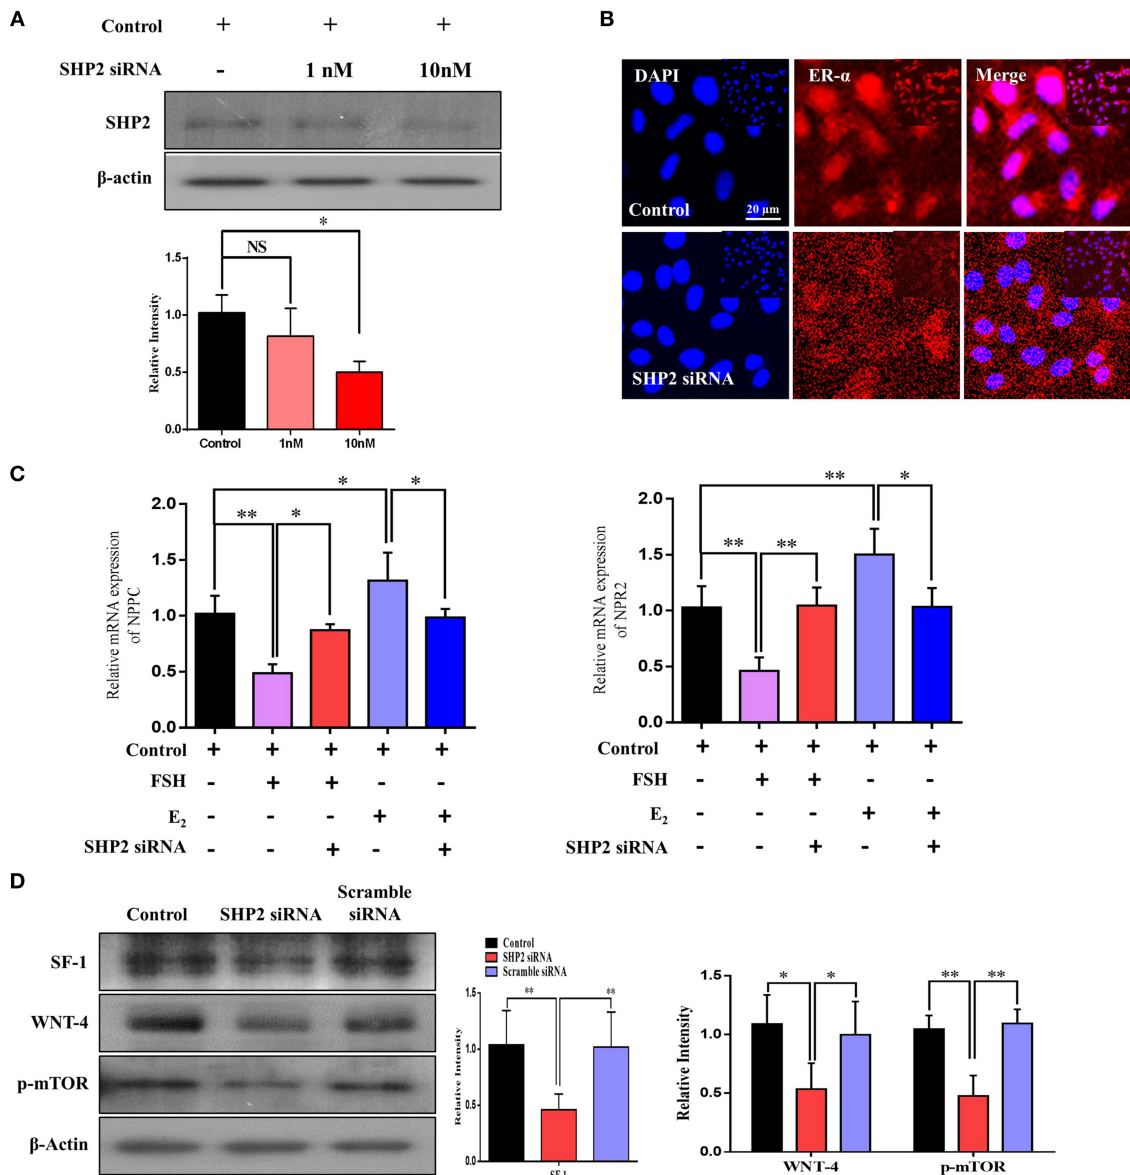 A
Control + + +
SHP2 siRNA - 1 nM 10nM
SHP2
β-actin
*
NS
Relative Intensity
1.5
1.0
0.5
0.0
Control 1nM 10nM
B
DAPI ER-α Merge
Control 20 μm
SHP2 siRNA
C
Relative mRNA expression
of NPPC
2.0
1.5
1.0
0.5
0.0
* *
** *
Control + + + + +
FSH - + + - -
E2 - - - + +
SHP2 siRNA - - + - +
Relative mRNA expression
of NPR2
2.0
1.5
1.0
0.5
0.0
** *
** **
Control + + + + +
FSH - + + - -
E2 - - - + +
SHP2 siRNA - - + - +
D
Control SHP2 siRNA Scramble
siRNA
SF-1
WNT-4
p-mTOR
β-Actin
Control
SHP2 siRNA
Scramble siRNA
Relative Intensity
1.5
1.0
0.5
0.0
** **
SF-1
Relative Intensity
1.5
1.0
0.5
0.0
* * ** **
WNT-4 p-mTOR